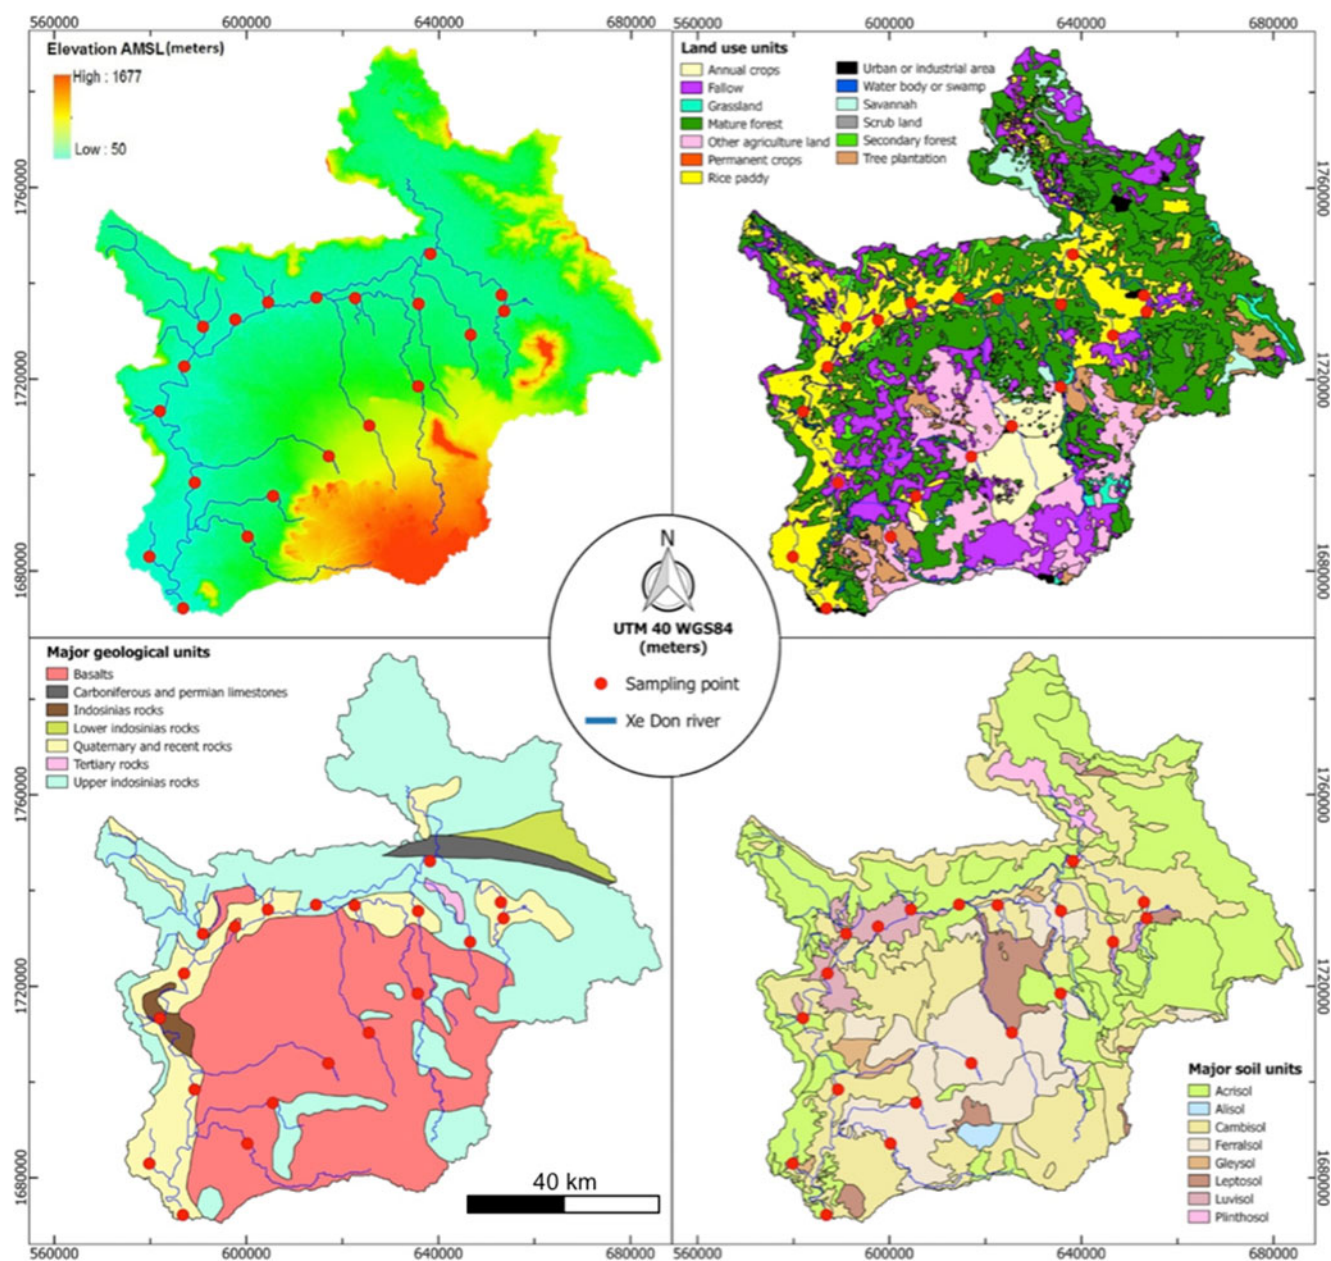 560000 600000 640000 680000 560000 600000 640000 680000
Elevation AMSL(meters)
High : 1677
Low : 50
Land use units
Annual crops
Fallow
Grassland
Mature forest
Other agriculture land
Permanent crops
Rice paddy
Urban or industrial area
Water body or swamp
Savannah
Scrub land
Secondary forest
Tree plantation
1760000
1720000
1680000
1760000
1720000
1680000
N
UTM 40 WGS84
(meters)
Sampling point
Xe Don river
Major geological units
Basalts
Carboniferous and permian limestones
Indosinias rocks
Lower indosinias rocks
Quaternary and recent rocks
Tertiary rocks
Upper indosinias rocks
1760000
1720000
1680000
40 km
Major soil units
Acrisol
Alisol
Cambisol
Ferralsol
Gleysol
Leptosol
Luvisol
Plinthosol
1760000
1720000
1680000
560000 600000 640000 680000 560000 600000 640000 680000